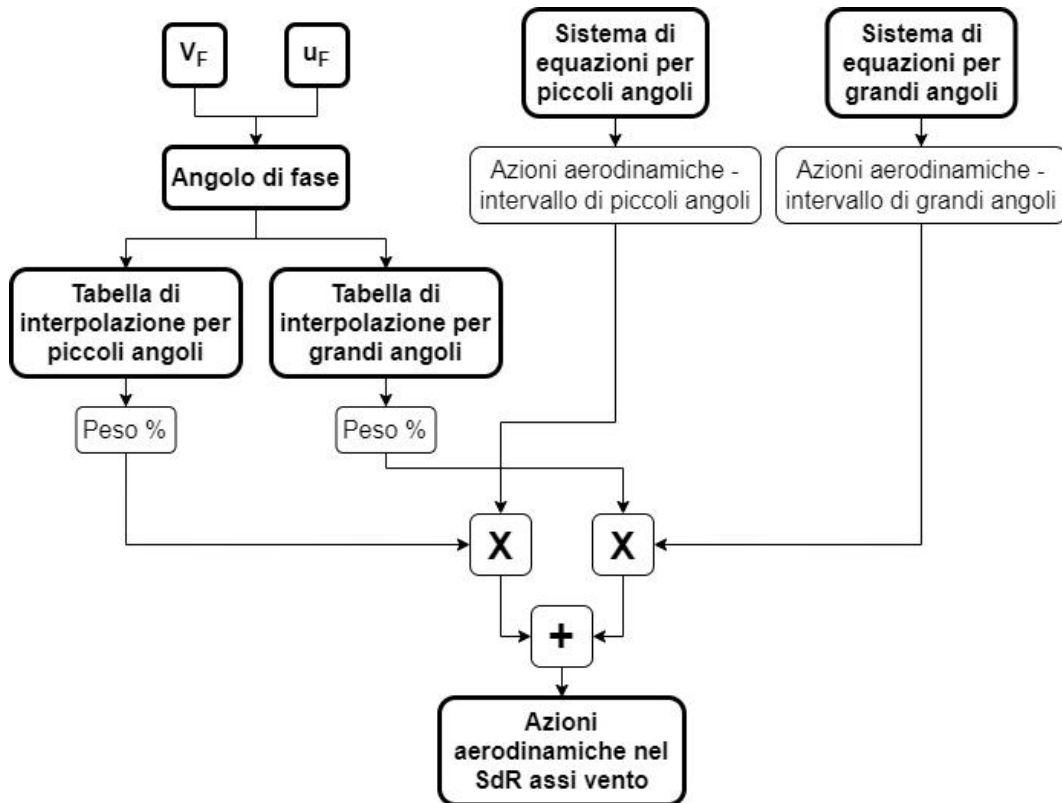 V_F
u_F
Sistema di
equazioni per
piccoli angoli
Sistema di
equazioni per
grandi angoli
Angolo di fase
Azioni aerodinamiche -
intervallo di piccoli angoli
Azioni aerodinamiche -
intervallo di grandi angoli
Tabella di
interpolazione per
piccoli angoli
Tabella di
interpolazione per
grandi angoli
Peso %
Peso %
X
X
+
Azioni
aerodinamiche nel
SdR assi vento